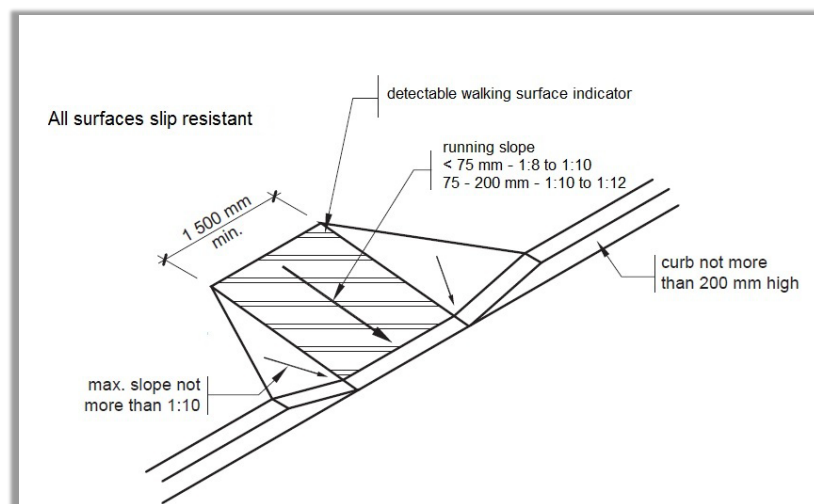 detectable walking surface indicator
All surfaces slip resistant
running slope
< 75 mm - 1:8 to 1:10
75 - 200 mm - 1:10 to 1:12
1 500 mm
min.
curb not more
than 200 mm high
max. slope not
more than 1:10